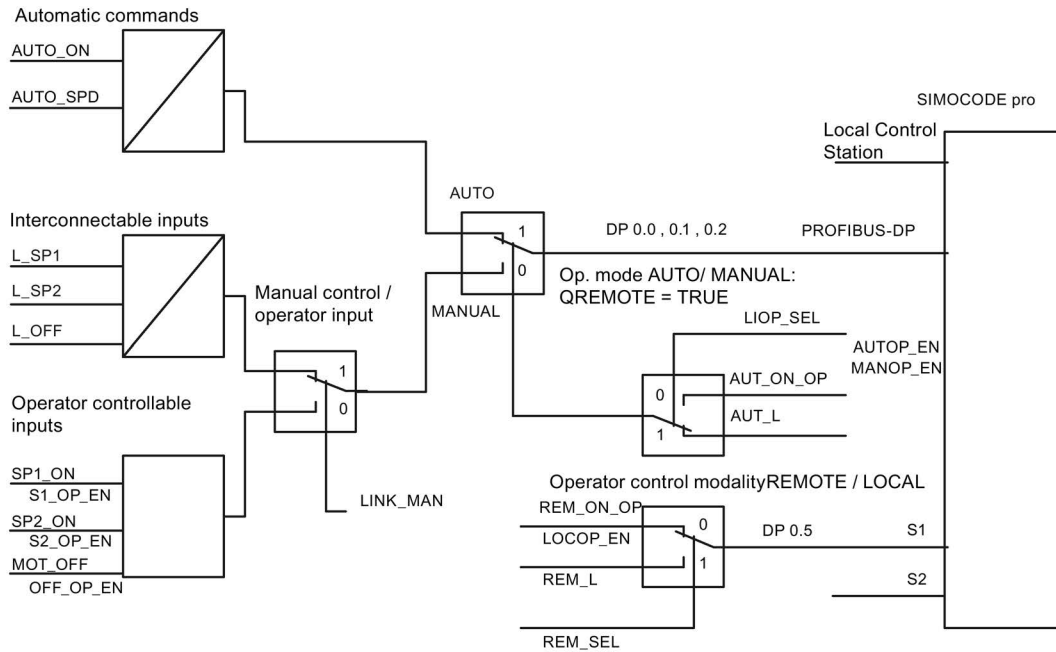 Automatic commands
AUTO_ON
AUTO_SPD
SIMOCODE pro
Local Control
Station
AUTO
1
0
DP 0.0 , 0.1 , 0.2
PROFIBUS-DP
Interconnectable inputs
L_SP1
L_SP2
L_OFF
Manual control /
operator input
MANUAL
Op. mode AUTO/ MANUAL:
QREMOTE = TRUE
LIOP_SEL
AUTOP_EN
MANOP_EN
1
0
0
1
AUT_ON_OP
AUT_L
Operator controllable
inputs
SP1_ON
S1_OP_EN
SP2_ON
S2_OP_EN
MOT_OFF
OFF_OP_EN
LINK_MAN
Operator control modalityREMOTE / LOCAL
REM_ON_OP
LOCOP_EN
REM_L
REM_SEL
0
1
DP 0.5
S1
S2